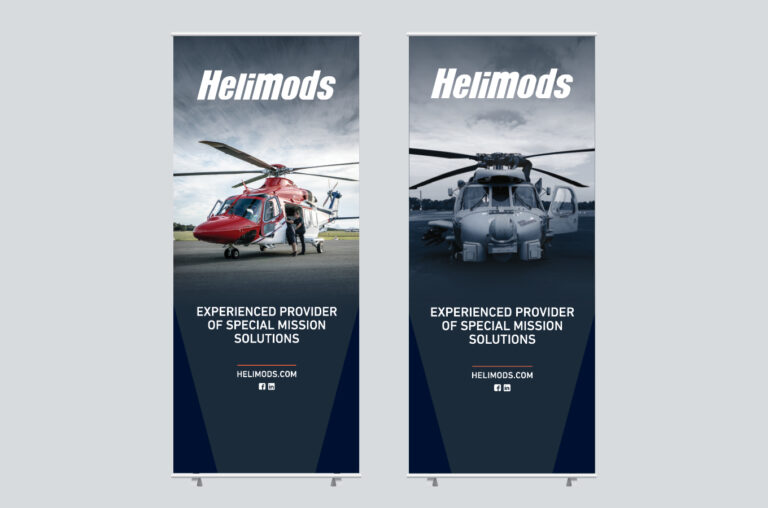 HeliMods
EXPERIENCED PROVIDER
OF SPECIAL MISSION
SOLUTIONS
HELIMODS.COM
HeliMods
EXPERIENCED PROVIDER
OF SPECIAL MISSION
SOLUTIONS
HELIMODS.COM